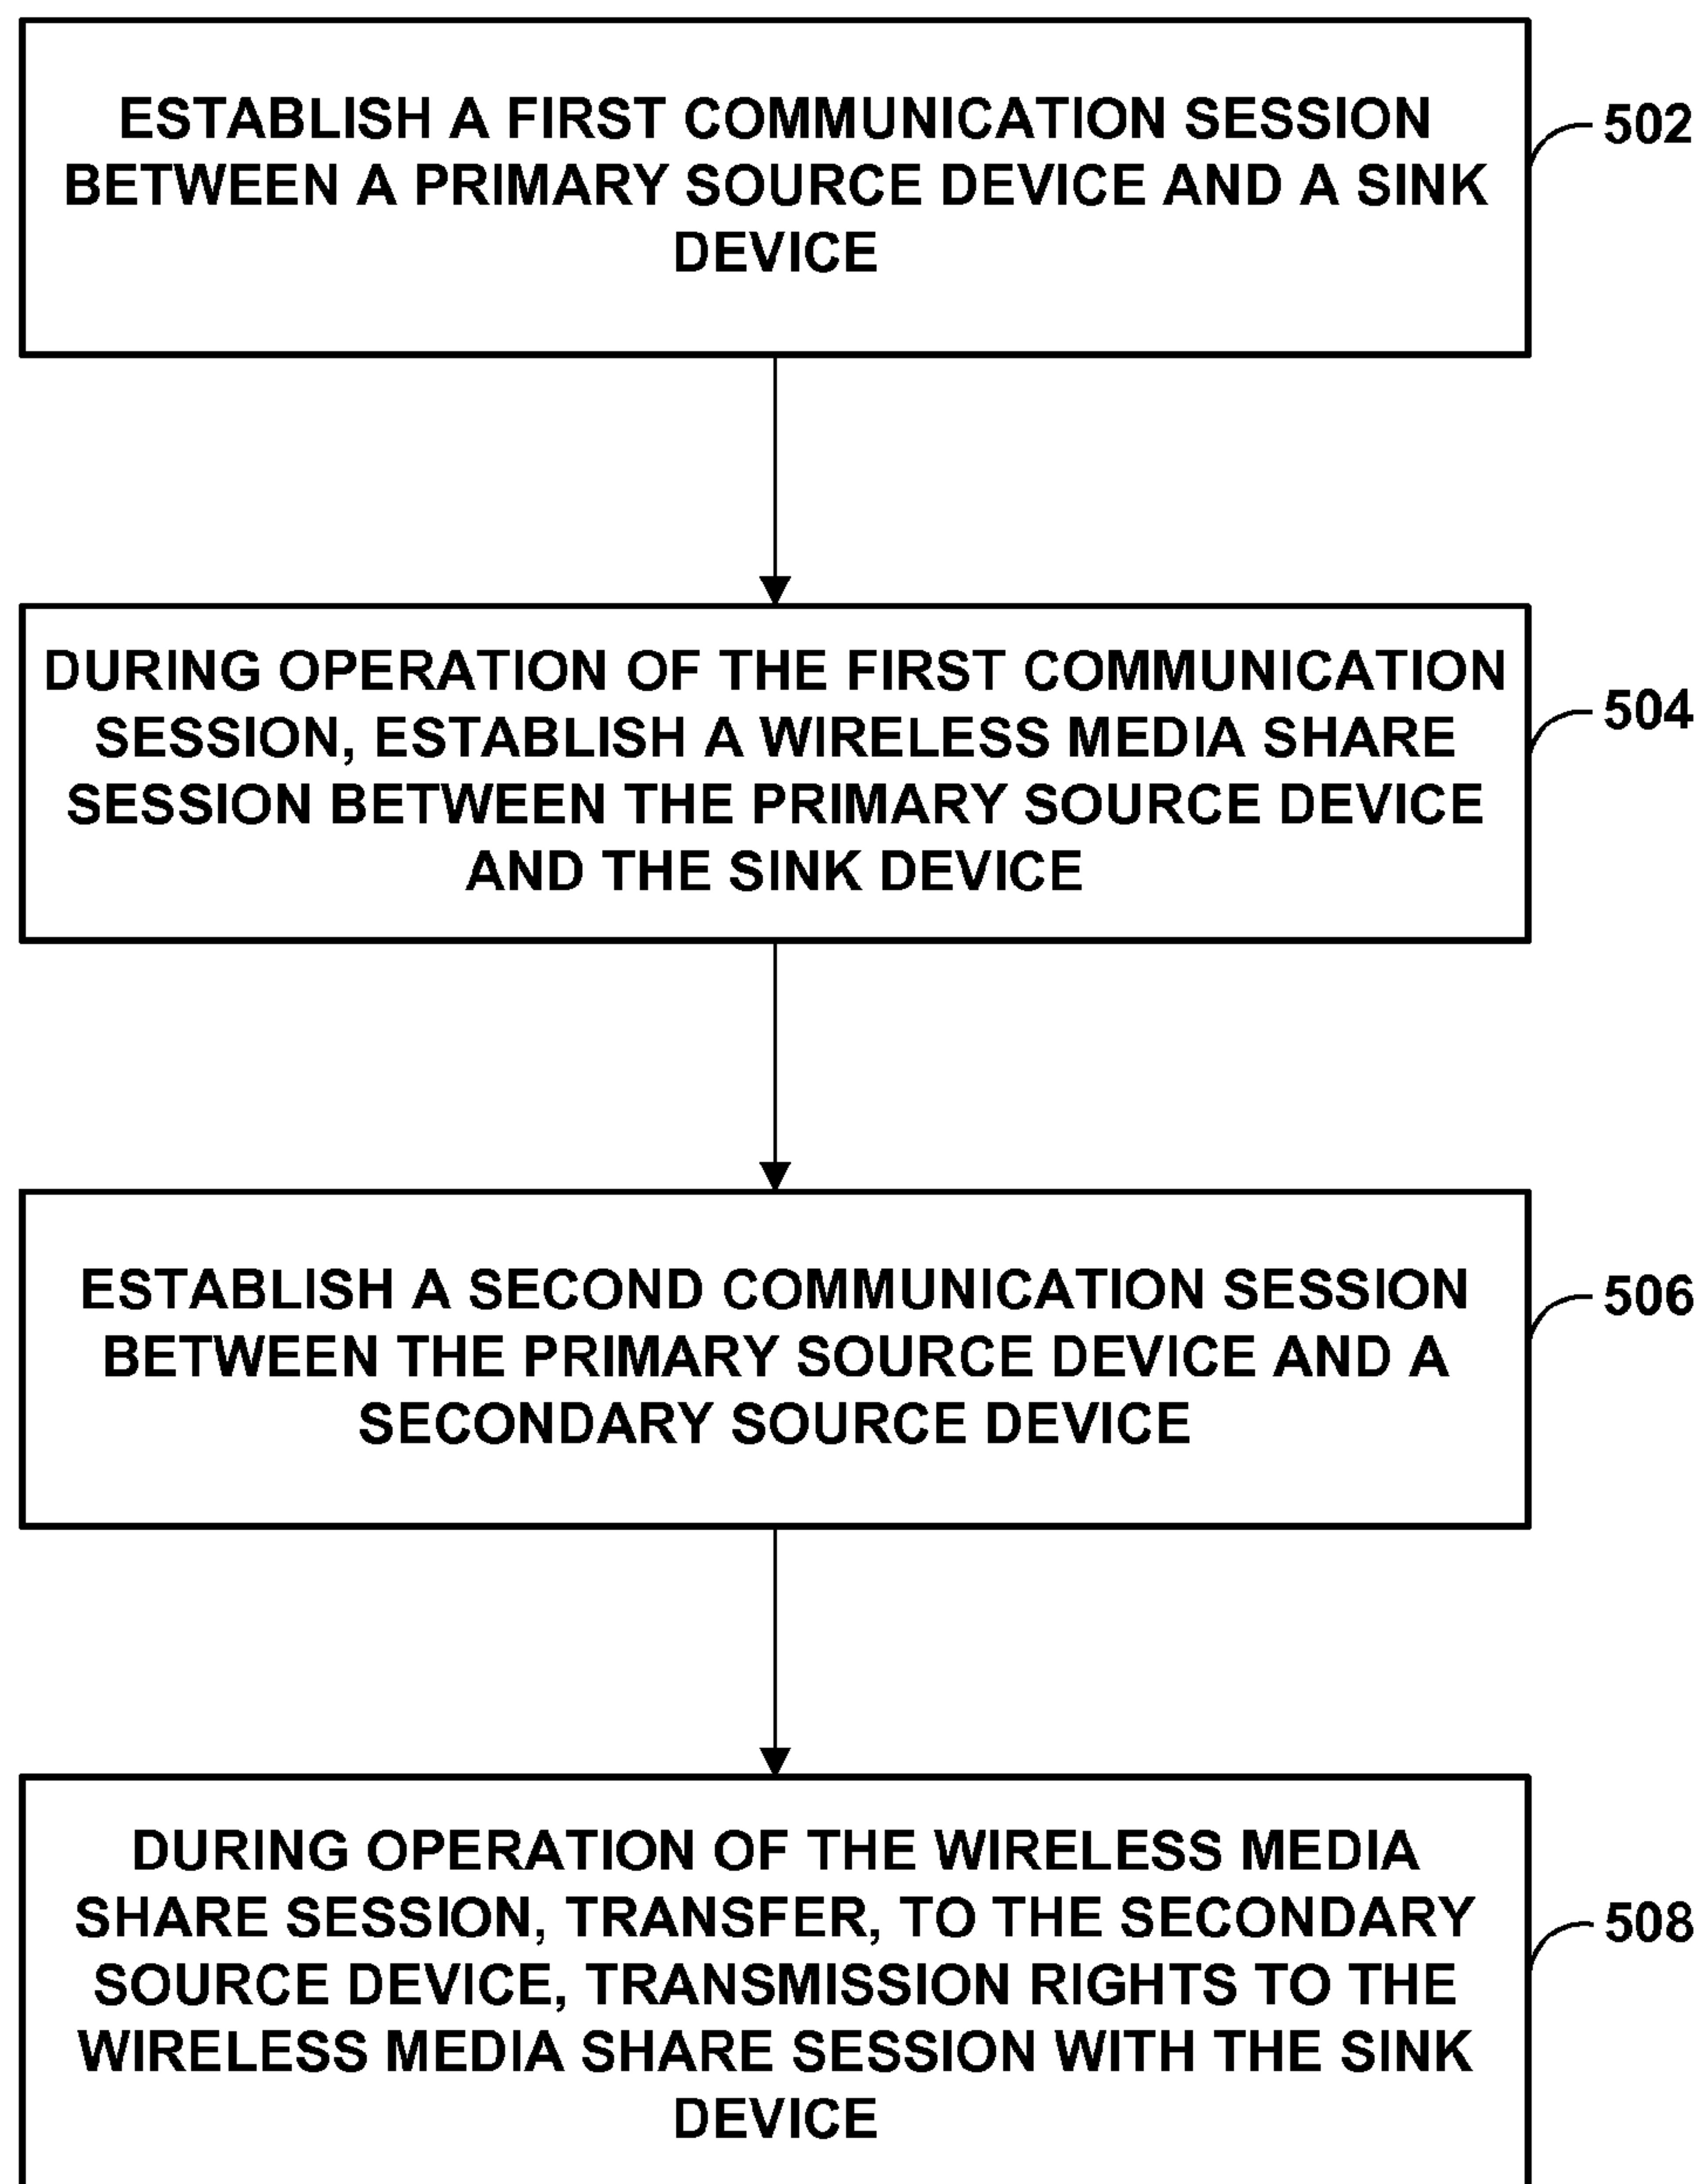 ESTABLISH A FIRST COMMUNICATION SESSION
BETWEEN A PRIMARY SOURCE DEVICE AND A SINK
DEVICE
502
DURING OPERATION OF THE FIRST COMMUNICATION
SESSION, ESTABLISH A WIRELESS MEDIA SHARE
SESSION BETWEEN THE PRIMARY SOURCE DEVICE
AND THE SINK DEVICE
504
ESTABLISH A SECOND COMMUNICATION SESSION
BETWEEN THE PRIMARY SOURCE DEVICE AND A
SECONDARY SOURCE DEVICE
506
DURING OPERATION OF THE WIRELESS MEDIA
SHARE SESSION, TRANSFER, TO THE SECONDARY
SOURCE DEVICE, TRANSMISSION RIGHTS TO THE
WIRELESS MEDIA SHARE SESSION WITH THE SINK
DEVICE
508